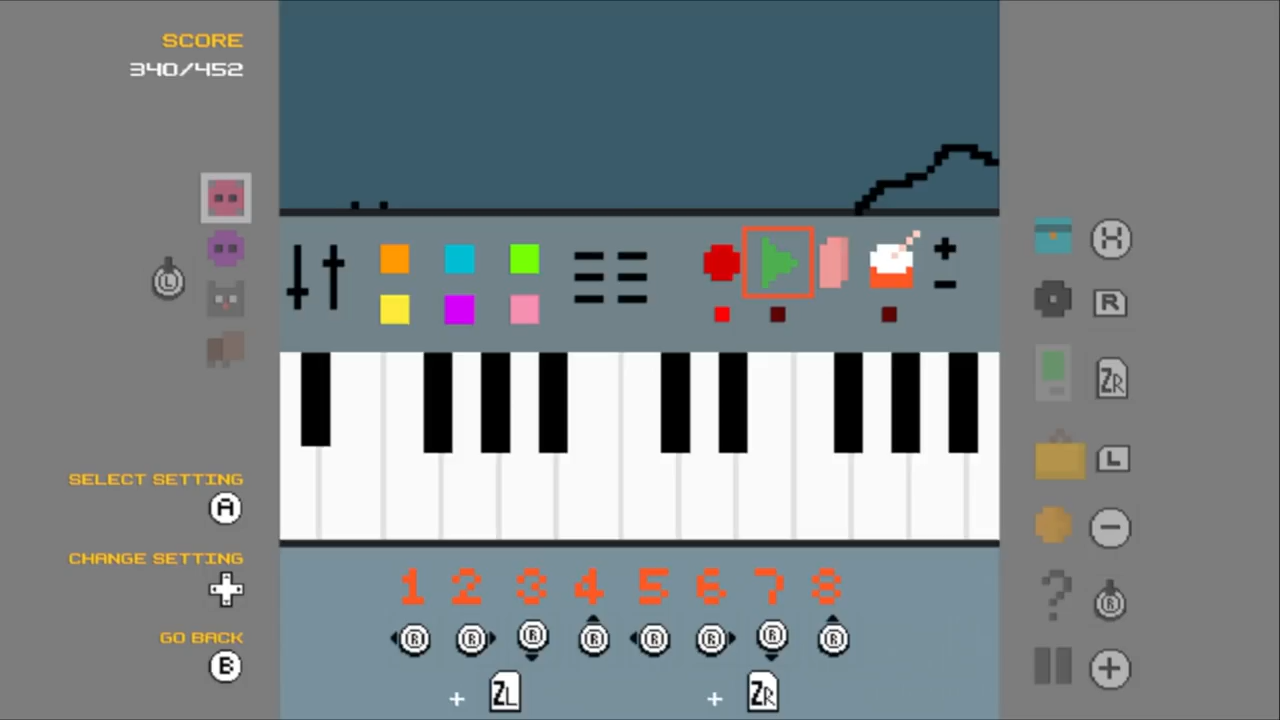 SCORE
340/452
L
SELECT SETTING
A
CHANGE SETTING
GO BACK
B
1 2 3 4 5 6 7 8
R R R R R R R R
+ ZL + ZR
X
R
ZR
L
−
? R
+